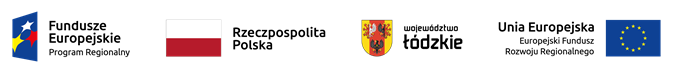 Fundusze
Europejskie
Program Regionalny
Rzeczpospolita
Polska
województwo
łódzkie
Unia Europejska
Europejski Fundusz
Rozwoju Regionalnego